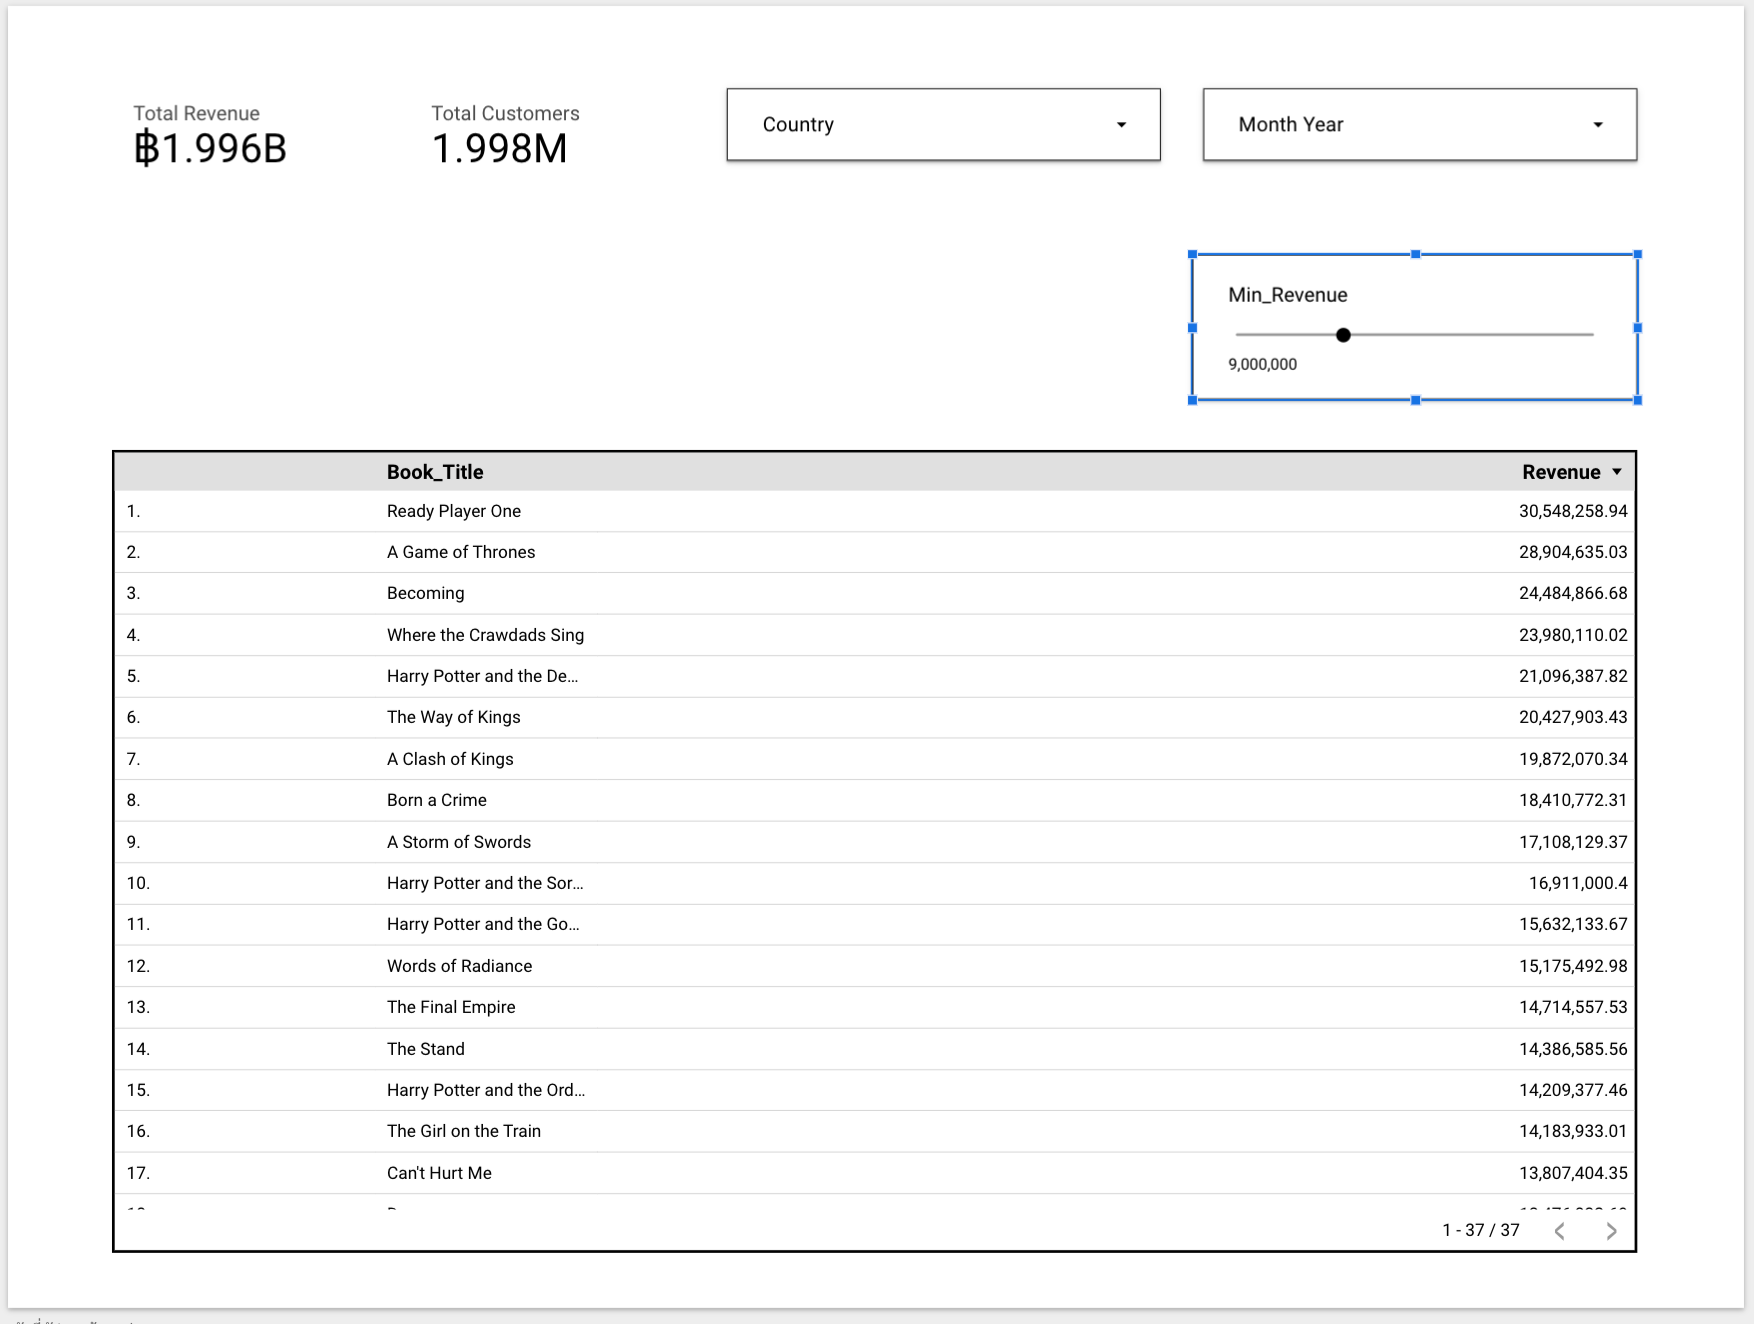 Total Revenue
฿1.996B
Total Customers
1.998M
Country
Month Year
Min_Revenue
9,000,000
Book_Title Revenue
1. Ready Player One 30,548,258.94
2. A Game of Thrones 28,904,635.03
3. Becoming 24,484,866.68
4. Where the Crawdads Sing 23,980,110.02
5. Harry Potter and the De... 21,096,387.82
6. The Way of Kings 20,427,903.43
7. A Clash of Kings 19,872,070.34
8. Born a Crime 18,410,772.31
9. A Storm of Swords 17,108,129.37
10. Harry Potter and the Sor... 16,911,000.4
11. Harry Potter and the Go... 15,632,133.67
12. Words of Radiance 15,175,492.98
13. The Final Empire 14,714,557.53
14. The Stand 14,386,585.56
15. Harry Potter and the Ord... 14,209,377.46
16. The Girl on the Train 14,183,933.01
17. Can't Hurt Me 13,807,404.35
1 - 37 / 37